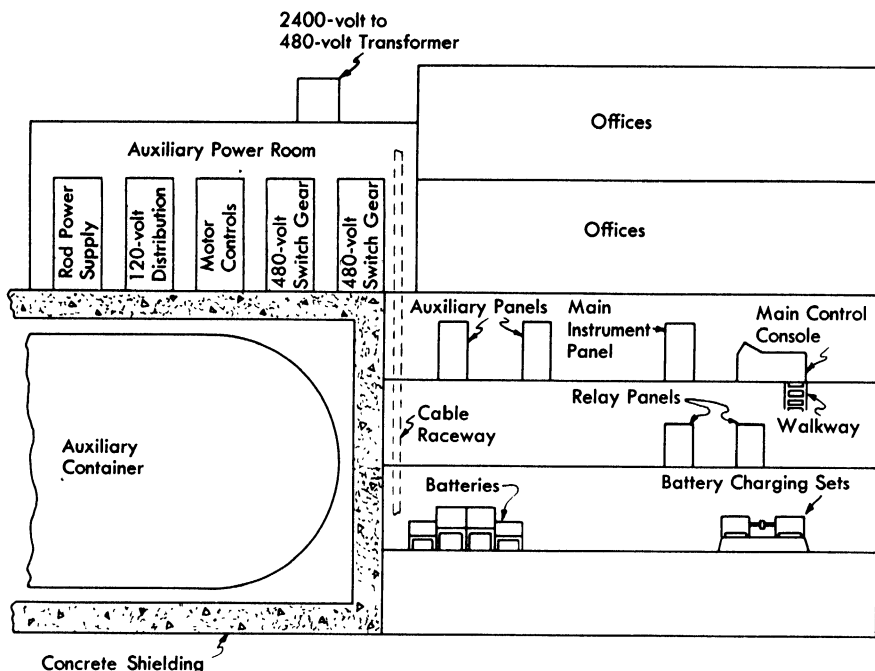 2400-volt to
480-volt Transformer
Offices
Auxiliary Power Room
Rod Power
Supply
120-volt
Distribution
Motor
Controls
480-volt
Switch Gear
480-volt
Switch Gear
Offices
Auxiliary Panels
Main
Instrument
Panel
Main Control
Console
Relay Panels
Walkway
Cable
Raceway
Auxiliary
Container
Batteries
Battery Charging Sets
Concrete Shielding